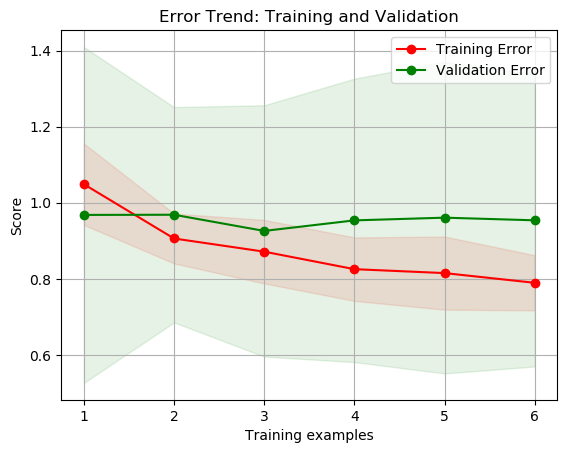 Error Trend: Training and Validation
Training Error
Validation Error
Score
1.4
1.2
1.0
0.8
0.6
1 2 3 4 5 6
Training examples